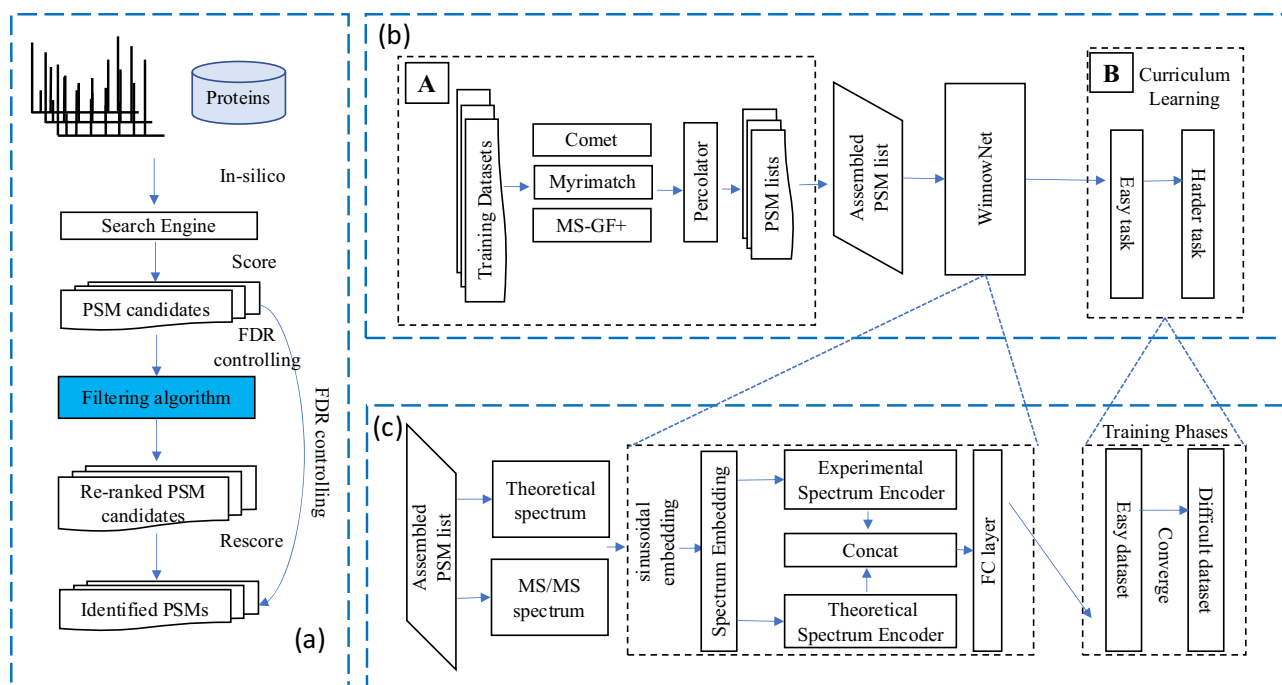 Proteins
In-silico
Search Engine
Score
PSM candidates
FDR
controlling
Filtering algorithm
FDR controlling
Re-ranked PSM
candidates
Rescore
Identified PSMs
(a)
(b)
A
Training Datasets
Comet
Myrimatch
MS-GF+
Percolator
PSM lists
Assembled
PSM list
WinnowNet
B
Curriculum
Learning
Easy task
Harder task
(c)
Assembled
PSM list
Theoretical
spectrum
MS/MS
spectrum
sinusoidal
embedding
Spectrum Embedding
Experimental
Spectrum Encoder
Concat
Theoretical
Spectrum Encoder
FC layer
Training Phases
Easy dataset
Converge
Difficult dataset